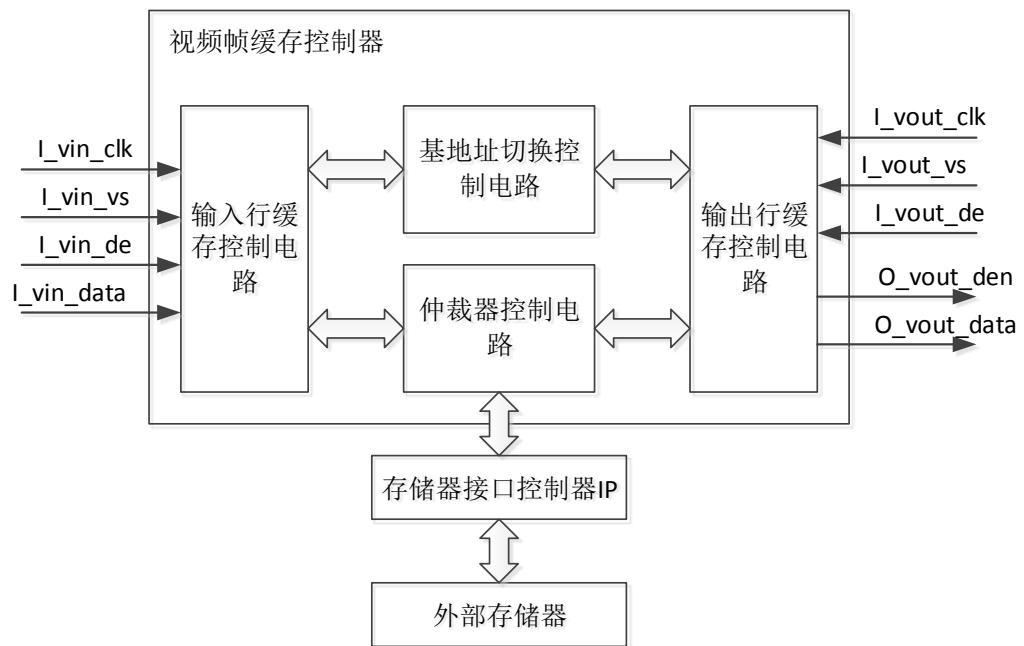 视频帧缓存控制器
I_vin_clk
I_vin_vs
I_vin_de
I_vin_data
输入行缓
存控制电
路
基地址切换控
制电路
仲裁器控制电
路
输出行缓
存控制电
路
I_vout_clk
I_vout_vs
I_vout_de
O_vout_den
O_vout_data
存储器接口控制器IP
外部存储器